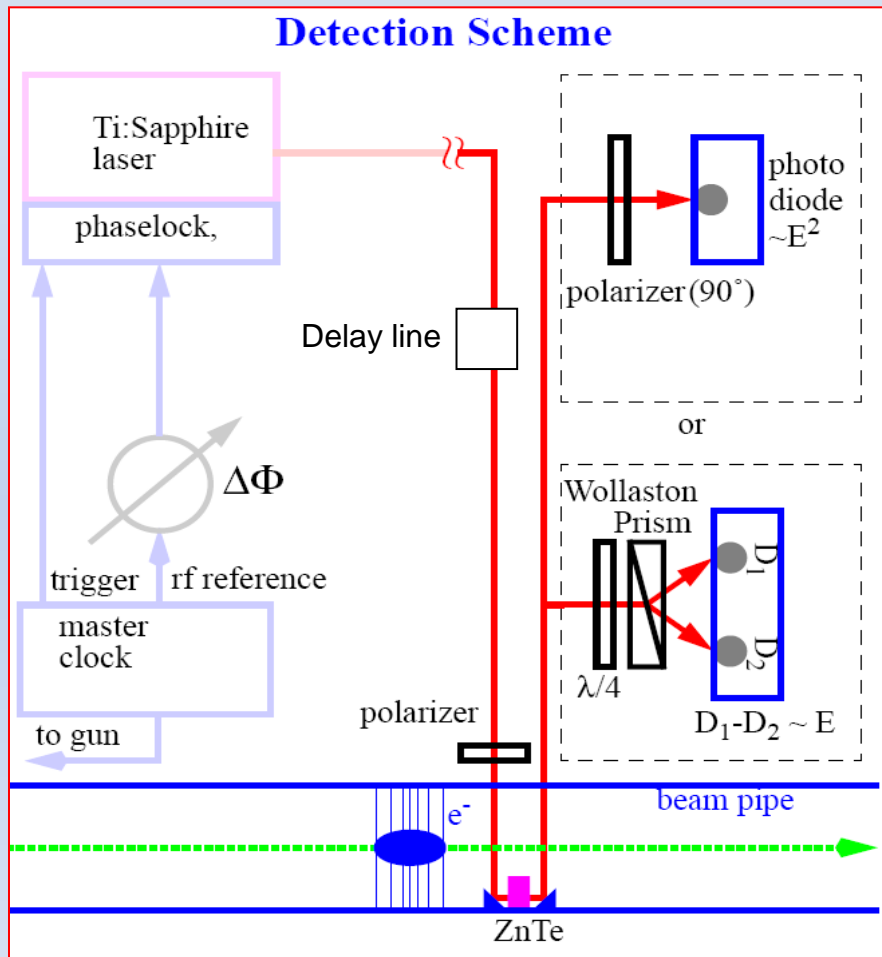 Detection Scheme
Ti:Sapphire
laser
phaselock,
Delay line
ΔΦ
trigger
rf reference
master
clock
to gun
polarizer
photo
diode
~E²
polarizer(90°)
or
Wollaston
Prism
D₁
D₂
λ/4
D₁-D₂ ~ E
beam pipe
e⁻
ZnTe